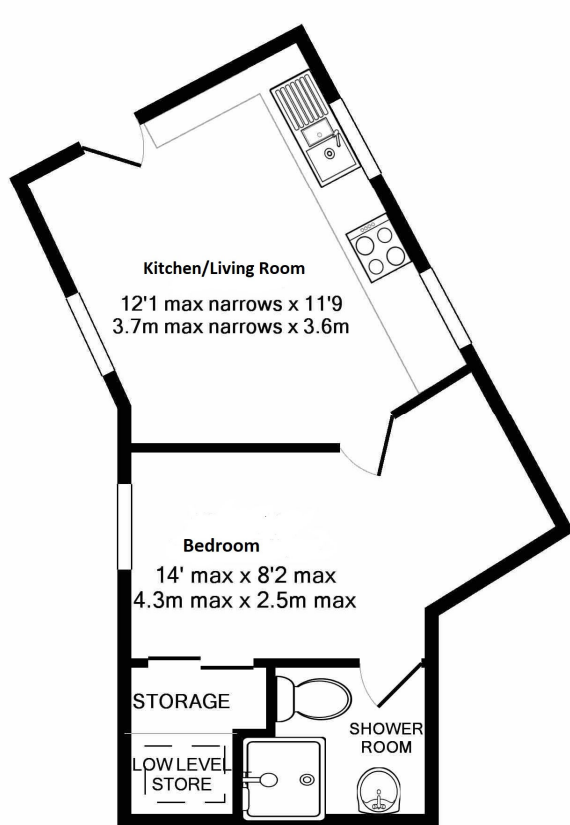 Kitchen/Living Room
12'1 max narrows x 11'9
3.7m max narrows x 3.6m
Bedroom
14' max x 8'2 max
4.3m max x 2.5m max
STORAGE
SHOWER
ROOM
LOW LEVEL
STORE